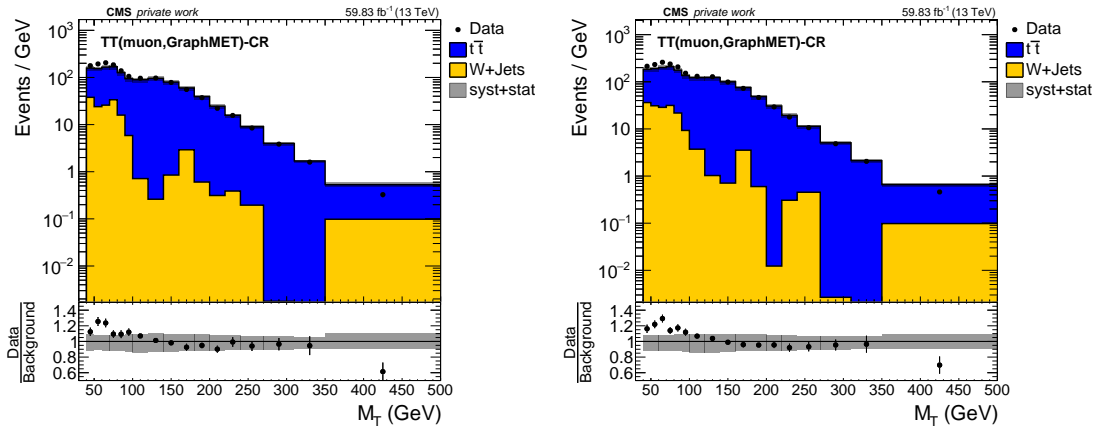 CMS private work 59.83 fb⁻¹ (13 TeV)
TT(muon,GraphMET)-CR
Data
tt̅
W+Jets
syst+stat
Events / GeV
10³
10²
10
1
10⁻¹
10⁻²
Data
Background
1.4
1.2
1
0.8
0.6
50 100 150 200 250 300 350 400 450 500
M_T (GeV)
CMS private work 59.83 fb⁻¹ (13 TeV)
TT(muon,GraphMET)-CR
Data
tt̅
W+Jets
syst+stat
Events / GeV
10³
10²
10
1
10⁻¹
10⁻²
Data
Background
1.4
1.2
1
0.8
0.6
50 100 150 200 250 300 350 400 450 500
M_T (GeV)